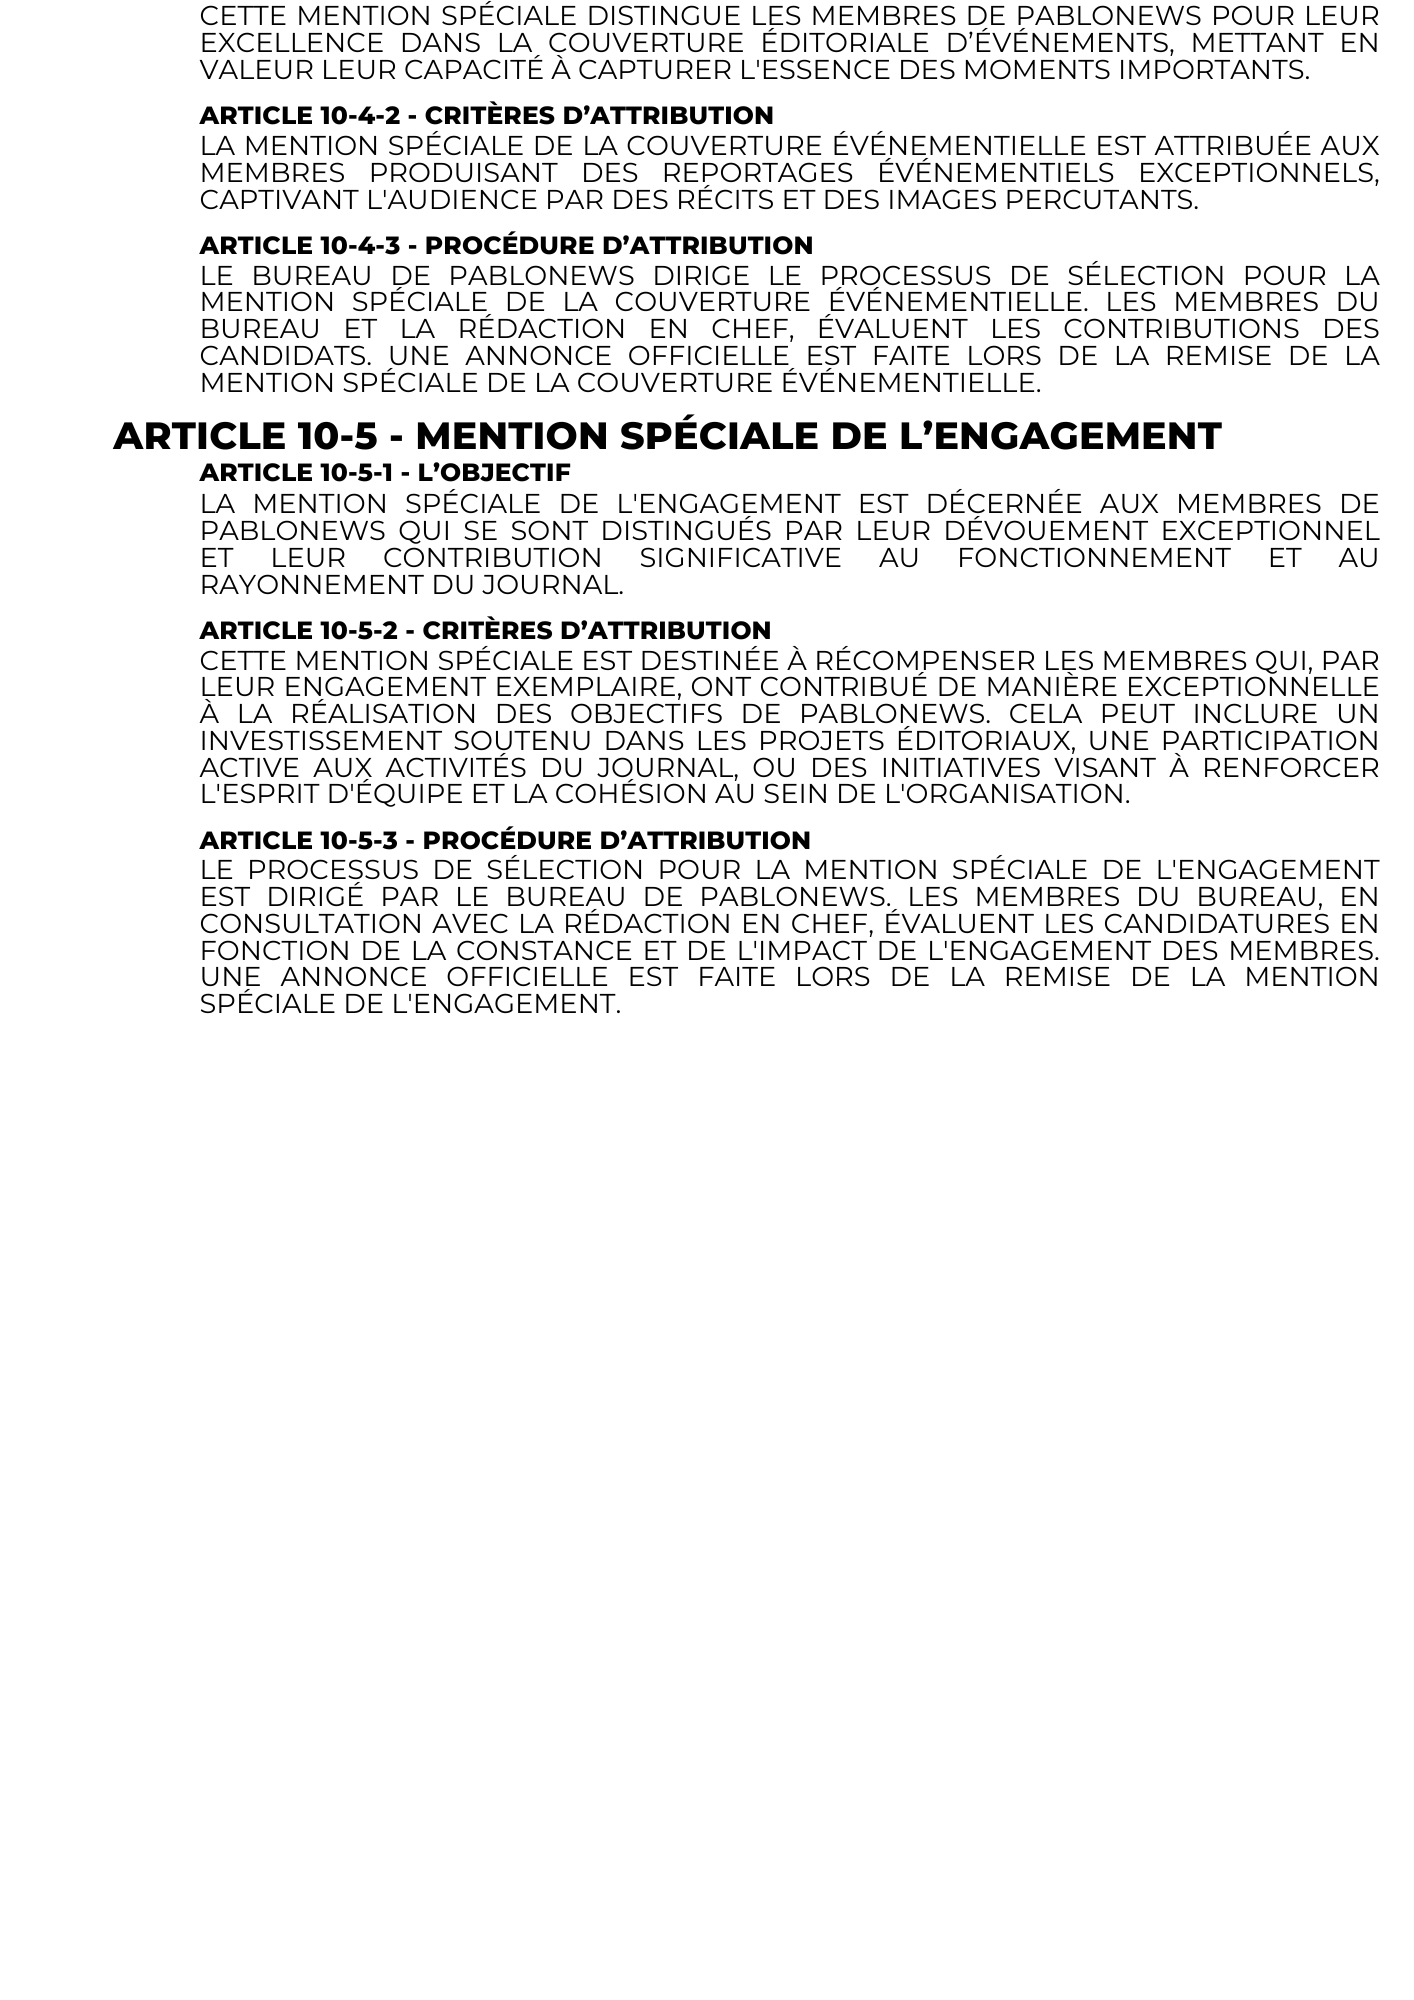 CETTE MENTION SPÉCIALE DISTINGUE LES MEMBRES DE PABLONEWS POUR LEUR
EXCELLENCE DANS LA COUVERTURE ÉDITORIALE D’ÉVÉNEMENTS, METTANT EN
VALEUR LEUR CAPACITÉ À CAPTURER L'ESSENCE DES MOMENTS IMPORTANTS.
ARTICLE 10-4-2 - CRITÈRES D’ATTRIBUTION
LA MENTION SPÉCIALE DE LA COUVERTURE ÉVÉNEMENTIELLE EST ATTRIBUÉE AUX
MEMBRES PRODUISANT DES REPORTAGES ÉVÉNEMENTIELS EXCEPTIONNELS,
CAPTIVANT L'AUDIENCE PAR DES RÉCITS ET DES IMAGES PERCUTANTS.
ARTICLE 10-4-3 - PROCÉDURE D’ATTRIBUTION
LE BUREAU DE PABLONEWS DIRIGE LE PROCESSUS DE SÉLECTION POUR LA
MENTION SPÉCIALE DE LA COUVERTURE ÉVÉNEMENTIELLE. LES MEMBRES DU
BUREAU ET LA RÉDACTION EN CHEF, ÉVALUENT LES CONTRIBUTIONS DES
CANDIDATS. UNE ANNONCE OFFICIELLE EST FAITE LORS DE LA REMISE DE LA
MENTION SPÉCIALE DE LA COUVERTURE ÉVÉNEMENTIELLE.
ARTICLE 10-5 - MENTION SPÉCIALE DE L’ENGAGEMENT
ARTICLE 10-5-1 - L’OBJECTIF
LA MENTION SPÉCIALE DE L'ENGAGEMENT EST DÉCERNÉE AUX MEMBRES DE
PABLONEWS QUI SE SONT DISTINGUÉS PAR LEUR DÉVOUEMENT EXCEPTIONNEL
ET LEUR CONTRIBUTION SIGNIFICATIVE AU FONCTIONNEMENT ET AU
RAYONNEMENT DU JOURNAL.
ARTICLE 10-5-2 - CRITÈRES D’ATTRIBUTION
CETTE MENTION SPÉCIALE EST DESTINÉE À RÉCOMPENSER LES MEMBRES QUI, PAR
LEUR ENGAGEMENT EXEMPLAIRE, ONT CONTRIBUÉ DE MANIÈRE EXCEPTIONNELLE
À LA RÉALISATION DES OBJECTIFS DE PABLONEWS. CELA PEUT INCLURE UN
INVESTISSEMENT SOUTENU DANS LES PROJETS ÉDITORIAUX, UNE PARTICIPATION
ACTIVE AUX ACTIVITÉS DU JOURNAL, OU DES INITIATIVES VISANT À RENFORCER
L'ESPRIT D'ÉQUIPE ET LA COHÉSION AU SEIN DE L'ORGANISATION.
ARTICLE 10-5-3 - PROCÉDURE D’ATTRIBUTION
LE PROCESSUS DE SÉLECTION POUR LA MENTION SPÉCIALE DE L'ENGAGEMENT
EST DIRIGÉ PAR LE BUREAU DE PABLONEWS. LES MEMBRES DU BUREAU, EN
CONSULTATION AVEC LA RÉDACTION EN CHEF, ÉVALUENT LES CANDIDATURES EN
FONCTION DE LA CONSTANCE ET DE L'IMPACT DE L'ENGAGEMENT DES MEMBRES.
UNE ANNONCE OFFICIELLE EST FAITE LORS DE LA REMISE DE LA MENTION
SPÉCIALE DE L'ENGAGEMENT.